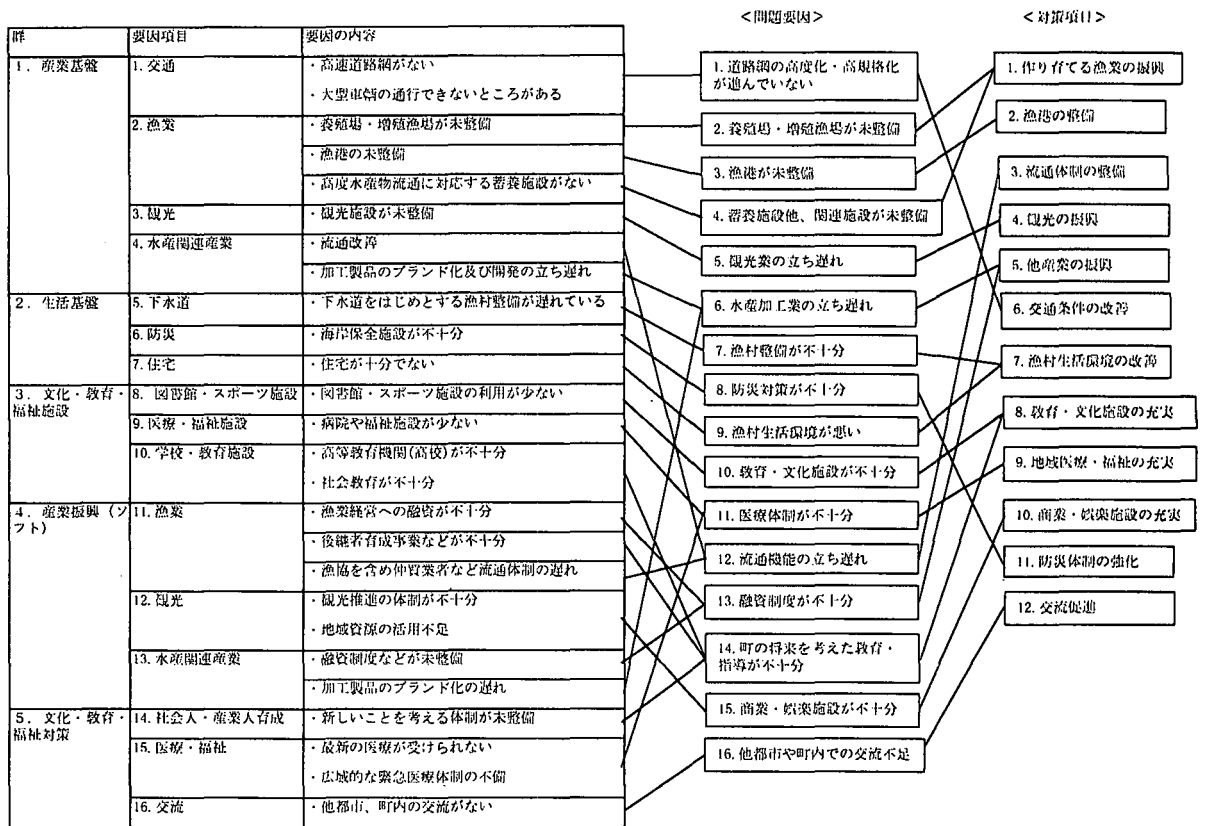 <問題要因>
<対策項目>
群
要因項目
要因の内容
1. 産業基盤
1. 交通
・高速道路網がない
・大型車輌の通行できないところがある
2. 漁業
・養殖場・増殖漁場が未整備
・漁港の未整備
・高度水産物流通に対応する蓄養施設がない
3. 観光
・観光施設が未整備
4. 水産関連産業
・流通改善
・加工製品のブランド化及び開発の立ち遅れ
2. 生活基盤
5. 下水道
・下水道をはじめとする漁村整備が遅れている
6. 防災
・海岸保全施設が不十分
7. 住宅
・住宅が十分でない
3. 文化・教育・
福祉施設
8. 図書館・スポーツ施設
・図書館・スポーツ施設の利用が少ない
9. 医療・福祉施設
・病院や福祉施設が少ない
10. 学校・教育施設
・高等教育機関(高校)が不十分
・社会教育が不十分
4. 産業振興(ソ
フト)
11. 漁業
・漁業経営への融資が不十分
・後継者育成事業などが不十分
・漁協を含め仲買業者など流通体制の遅れ
12. 観光
・観光推進の体制が不十分
・地域資源の活用不足
13. 水産関連産業
・融資制度などが未整備
・加工製品のブランド化の遅れ
5. 文化・教育・
福祉対策
14. 社会人・産業人育成
・新しいことを考える体制が未整備
15. 医療・福祉
・最新の医療が受けられない
・広域的な緊急医療体制の不備
16. 交流
・他都市、町内の交流がない
1. 道路網の高度化・高規格化
が進んでいない
2. 養殖場・増殖漁場が未整備
3. 漁港が未整備
4. 蓄養施設他、関連施設が未整備
5. 観光業の立ち遅れ
6. 水産加工業の立ち遅れ
7. 漁村整備が不十分
8. 防災対策が不十分
9. 漁村生活環境が悪い
10. 教育・文化施設が不十分
11. 医療体制が不十分
12. 流通機能の立ち遅れ
13. 融資制度が不十分
14. 町の将来を考えた教育・
指導が不十分
15. 商業・娯楽施設が不十分
16. 他都市や町内での交流不足
1. 作り育てる漁業の振興
2. 漁港の整備
3. 流通体制の整備
4. 観光の振興
5. 他産業の振興
6. 交通条件の改善
7. 漁村生活環境の改善
8. 教育・文化施設の充実
9. 地域医療・福祉の充実
10. 商業・娯楽施設の充実
11. 防災体制の強化
12. 交流促進